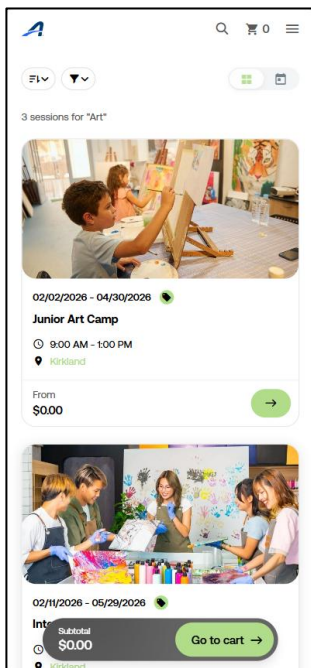 0
3 sessions for "Art"
02/02/2026 - 04/30/2026
Junior Art Camp
9:00 AM - 1:00 PM
Kirkland
From
$0.00
02/11/2026 - 05/29/2026
Subtotal
$0.00
Go to cart
Kirkland